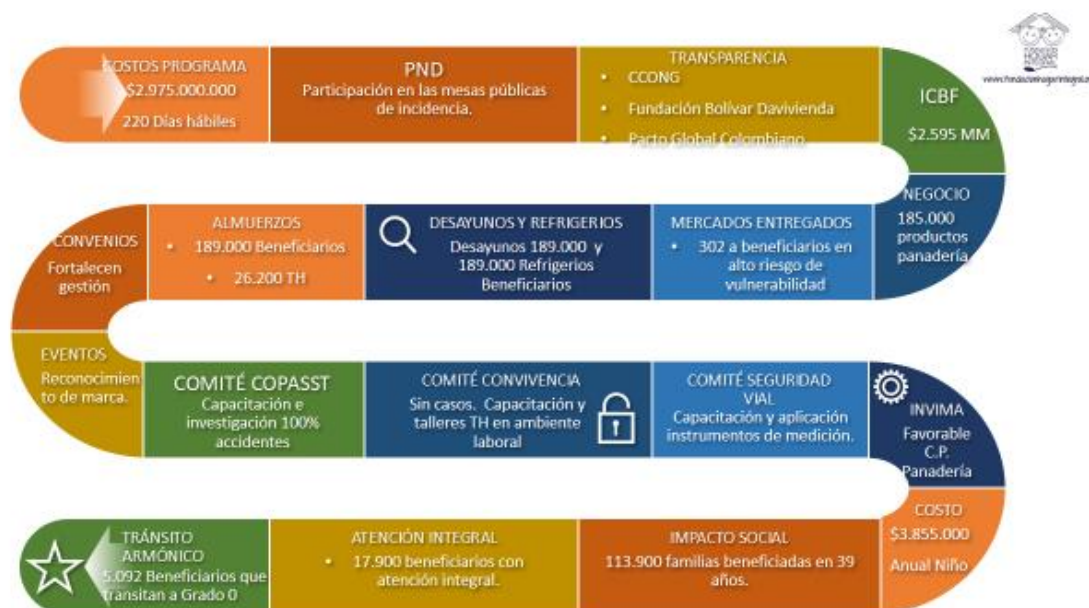 FUNDACIÓN
HOGAR
INTEGRAL
COSTOS PROGRAMA
$2.975.000.000
220 Días hábiles
PND
Participación en las mesas públicas
de incidencia.
TRANSPARENCIA
• CCONG
• Fundación Bolívar Davivienda
• Pacto Global Colombiano
ICBF
$2.595 MM
NEGOCIO
185.000
productos
panadería
MERCADOS ENTREGADOS
• 302 a beneficiarios en
alto riesgo de
vulnerabilidad
DESAYUNOS Y REFRIGERIOS
Desayunos 189.000 y
189.000 Refrigerios
Beneficiarios
ALMUERZOS
• 189.000 Beneficiarios
• 26.200 TH
CONVENIOS
Fortalecen
gestión
EVENTOS
Reconocimien
to de marca.
COMITÉ COPASST
Capacitación e
investigación 100%
accidentes
COMITÉ CONVIVENCIA
Sin casos. Capacitación y
talleres TH en ambiente
laboral
COMITÉ SEGURIDAD
VIAL
Capacitación y aplicación
instrumentos de medición.
INVIMA
Favorable
C.P.
Panadería
COSTO
$3.855.000
Anual Niño
IMPACTO SOCIAL
113.900 familias beneficiadas en 39
años.
ATENCIÓN INTEGRAL
• 17.900 beneficiarios con
atención integral.
TRÁNSITO
ARMÓNICO
5.092 Beneficiarios que
transitan a Grado 0